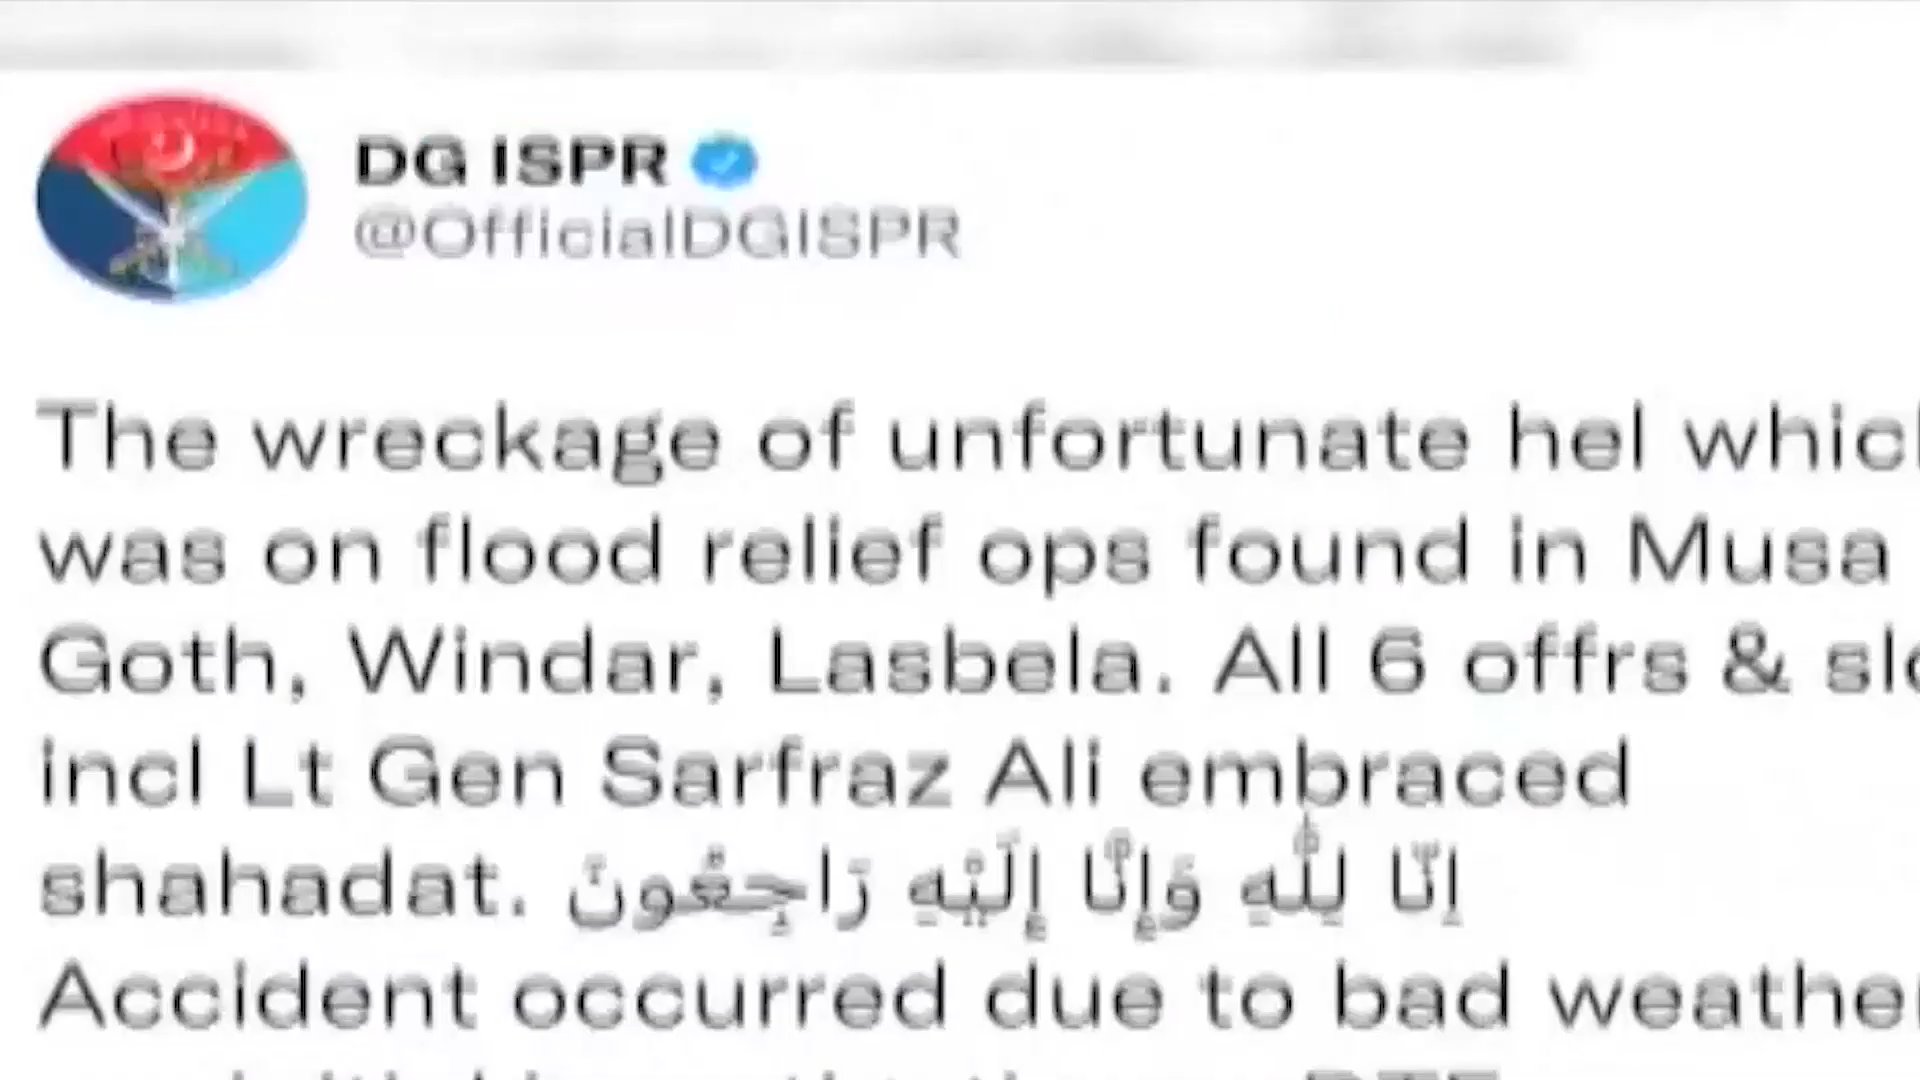 DG ISPR
@OfficialDGISPR
The wreckage of unfortunate hel whic
was on flood relief ops found in Musa
Goth, Windar, Lasbela. All 6 offrs & sl
incl Lt Gen Sarfraz Ali embraced
shahadat. اِنّا لِلّٰهِ وَإِنَّا إِلَيْهِ رَاجِعُونَ
Accident occurred due to bad weathe